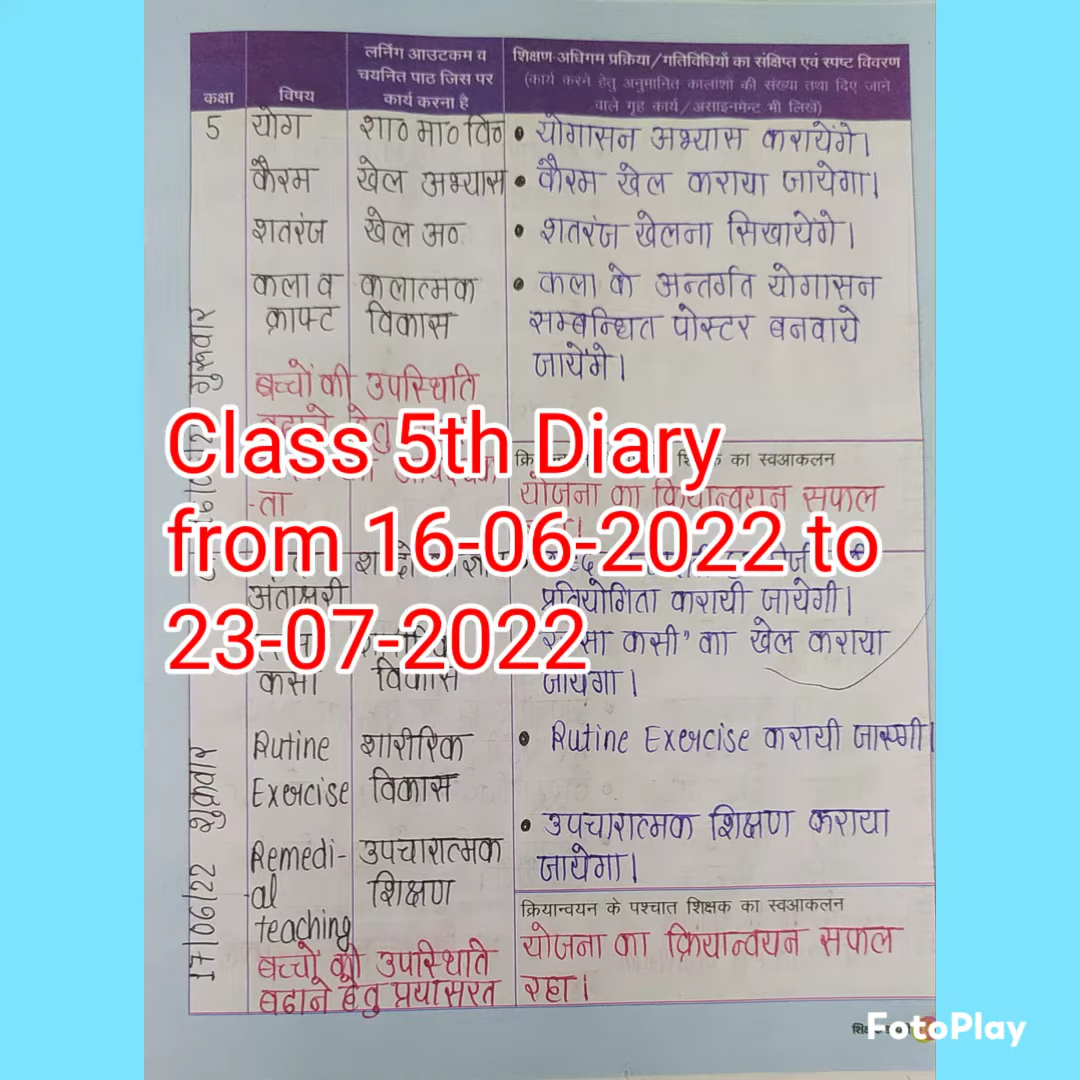 लर्निंग आउटकम व
चयनित पाठ जिस पर
कार्य करना है
शिक्षण-अधिगम प्रक्रिया/गतिविधियों का संक्षिप्त एवं स्पष्ट विवरण
(कार्य करने हेतु अनुमानित कालांशो की संख्या तथा दिए जाने
वाले गृह कार्य/असाइनमेन्ट भी लिखें)
कक्षा
विषय
5 योग शा० मा० वि० • योगासन अभ्यास करायेंगे।
कैरम खेल अभ्यास • कैरम खेल कराया जायेगा।
शतरंज खेल अ० • शतरंज खेलना सिखायेंगे।
कला व कलात्मक • कला के अन्तर्गत योगासन
क्राफ्ट विकास सम्बन्धित पोस्टर बनवाये
जायेंगे।
गुरूवार
बच्चों की उपस्थिति
बढाने हेतु
Class 5th Diary
from 16-06-2022 to
23-07-2022
का स्वआकलन
-ता
योजना का क्रियान्वयन सफल
अंताक्षरी
प्रतियोगिता करायी जायेगी।
कसी" का खेल कराया
कसी विकास जायेगा।
Rutine शारीरिक • Rutine Exercise करायी जाएगी।
Exercise विकास
• उपचारात्मक शिक्षण कराया
Remedi- उपचारात्मक जायेगा।
-al शिक्षण
teaching
17/06/22 शुक्रवार
क्रियान्वयन के पश्चात शिक्षक का स्वआकलन
बच्चों की उपस्थिति
बढाने हेतु प्रयासरत
योजना का क्रियान्वयन सफल
रहा।
FotoPlay